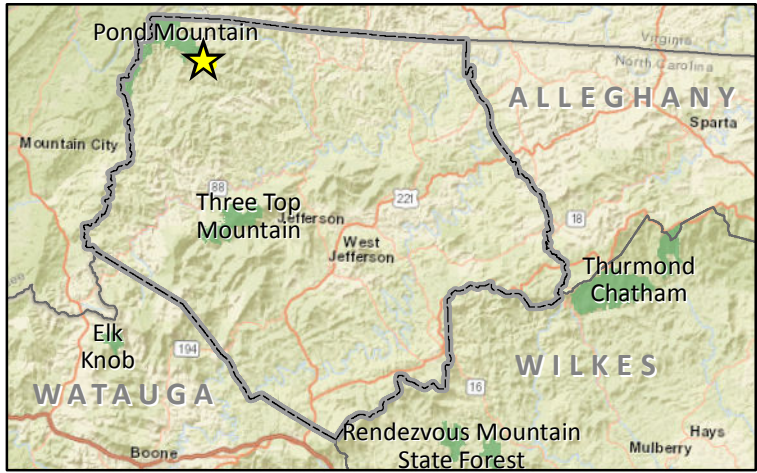 Pond Mountain
Virginia
North Carolina
ALLEGHANY
Sparta
Mountain City
88
Three Top
Mountain
Jefferson
221
West
Jefferson
18
Thurmond
Chatham
Elk
Knob
194
WILKES
WATAUGA
16
Rendezvous Mountain
State Forest
Hays
Mulberry
Boone